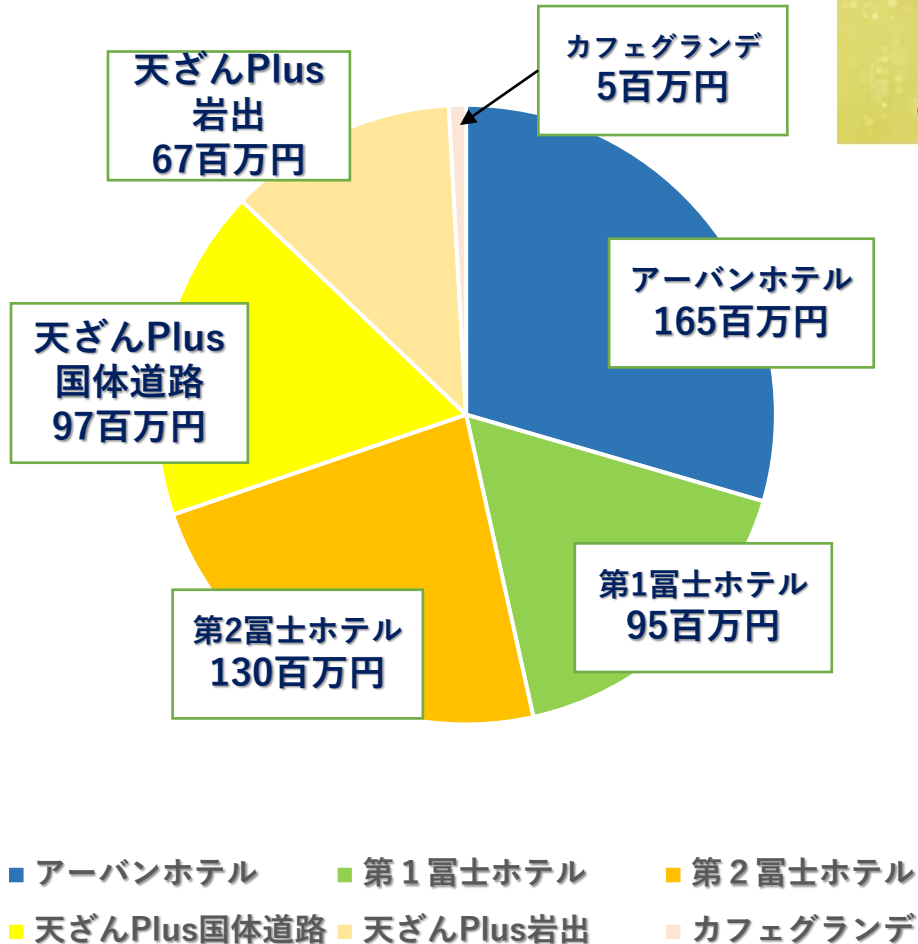 カフェグランデ
5百万円
天ざんPlus
岩出
67百万円
アーバンホテル
165百万円
天ざんPlus
国体道路
97百万円
第1冨士ホテル
95百万円
第2冨士ホテル
130百万円
アーバンホテル
第１冨士ホテル
第２冨士ホテル
天ざんPlus国体道路
天ざんPlus岩出
カフェグランデ